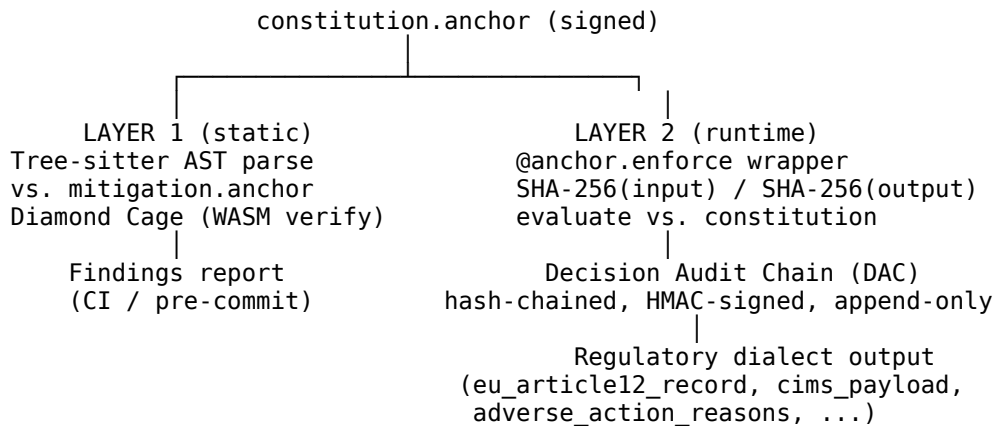 constitution.anchor (signed)
LAYER 1 (static)
Tree-sitter AST parse
vs. mitigation.anchor
Diamond Cage (WASM verify)
Findings report
(CI / pre-commit)
LAYER 2 (runtime)
@anchor.enforce wrapper
SHA-256(input) / SHA-256(output)
evaluate vs. constitution
Decision Audit Chain (DAC)
hash-chained, HMAC-signed, append-only
Regulatory dialect output
(eu_article12_record, cims_payload,
adverse_action_reasons, ...)